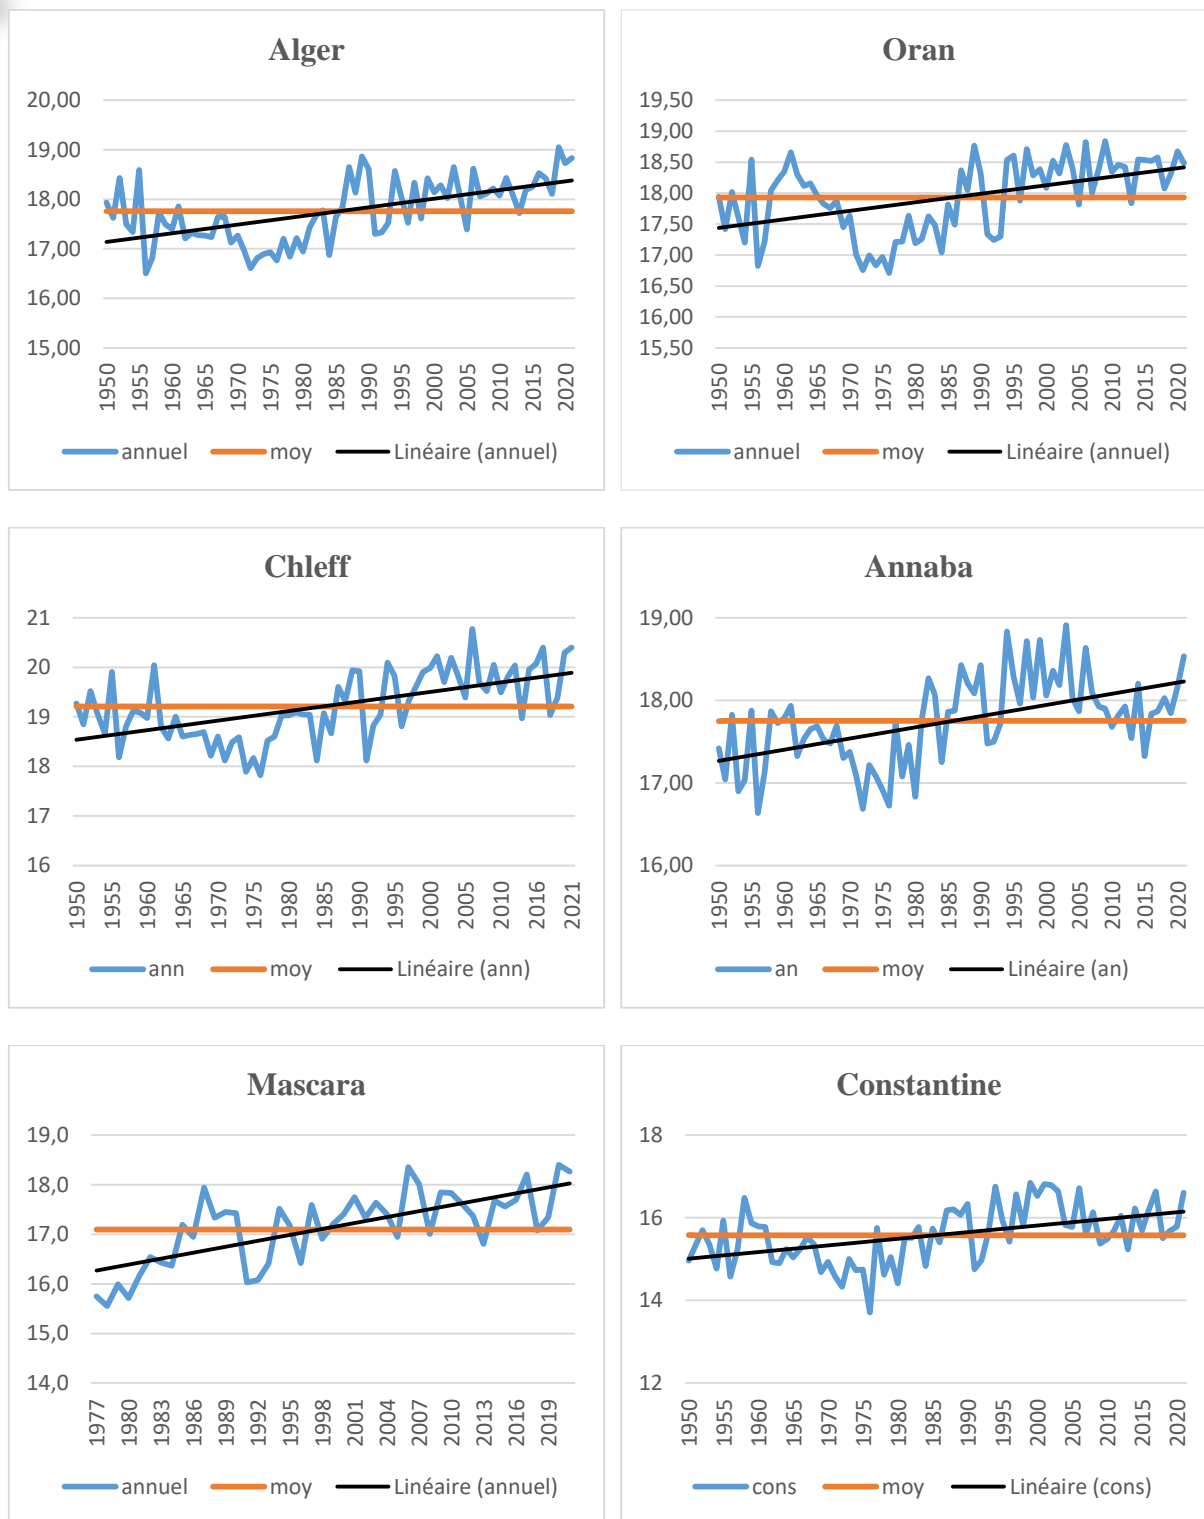 Alger
20,00
19,00
18,00
17,00
16,00
15,00
1950 1955 1960 1965 1970 1975 1980 1985 1990 1995 2000 2005 2010 2015 2020
annuel moy Linéaire (annuel)
Oran
19,50
19,00
18,50
18,00
17,50
17,00
16,50
16,00
15,50
1950 1955 1960 1965 1970 1975 1980 1985 1990 1995 2000 2005 2010 2015 2020
annuel moy Linéaire (annuel)
Chleff
21
20
19
18
17
16
1950 1955 1960 1965 1970 1975 1980 1985 1990 1995 2000 2005 2010 2016 2021
ann moy Linéaire (ann)
Annaba
19,00
18,00
17,00
16,00
1950 1955 1960 1965 1970 1975 1980 1985 1990 1995 2000 2005 2010 2015 2020
an moy Linéaire (an)
Mascara
19,0
18,0
17,0
16,0
15,0
14,0
1977 1980 1983 1986 1989 1992 1995 1998 2001 2004 2007 2010 2013 2016 2019
annuel moy Linéaire (annuel)
Constantine
18
16
14
12
1950 1955 1960 1965 1970 1975 1980 1985 1990 1995 2000 2005 2010 2015 2020
cons moy Linéaire (cons)